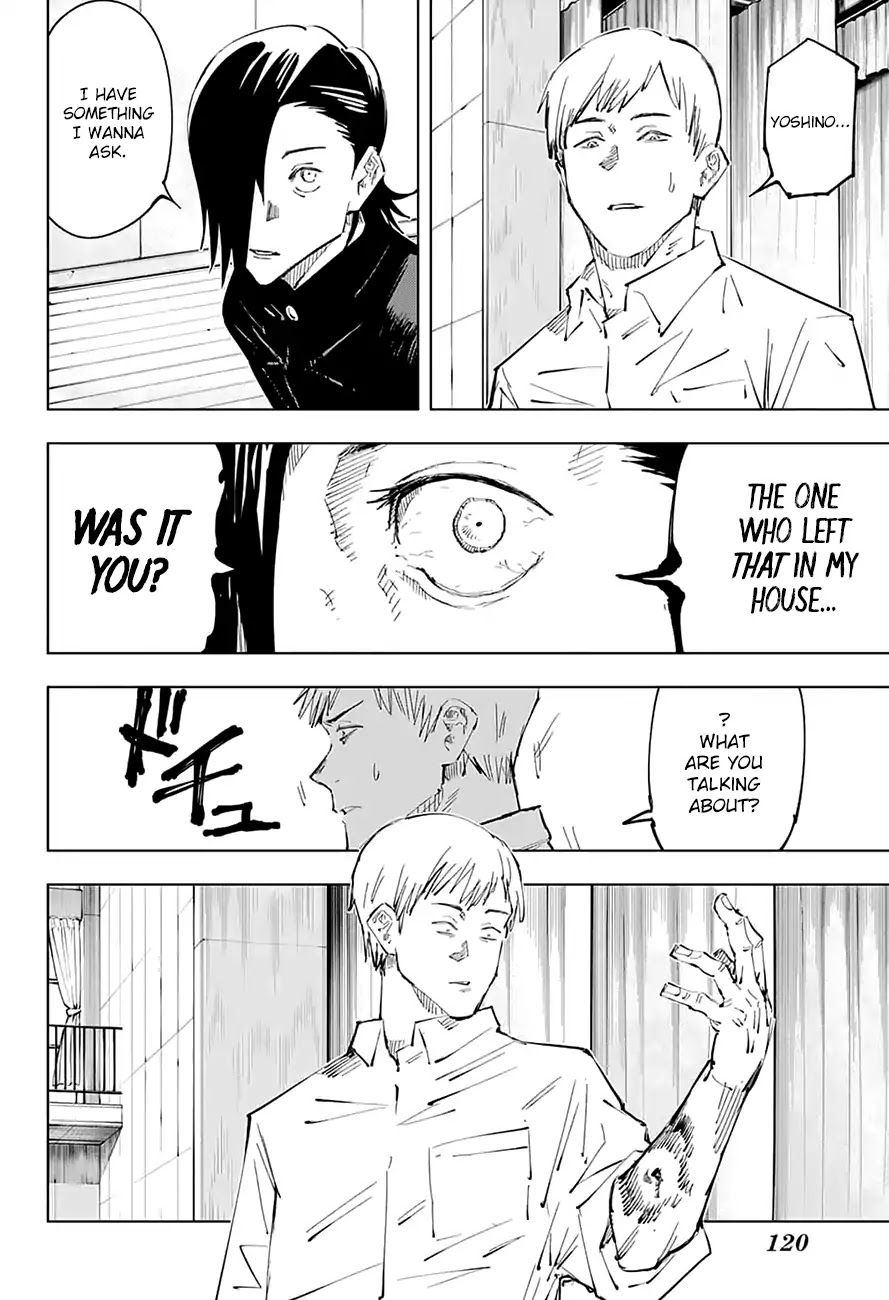 YOSHINO...
I HAVE
SOMETHING
I WANNA
ASK.
THE ONE
WHO LEFT
THAT IN MY
HOUSE...
WAS IT
YOU?
?
WHAT
ARE YOU
TALKING
ABOUT?
ドチュ
120